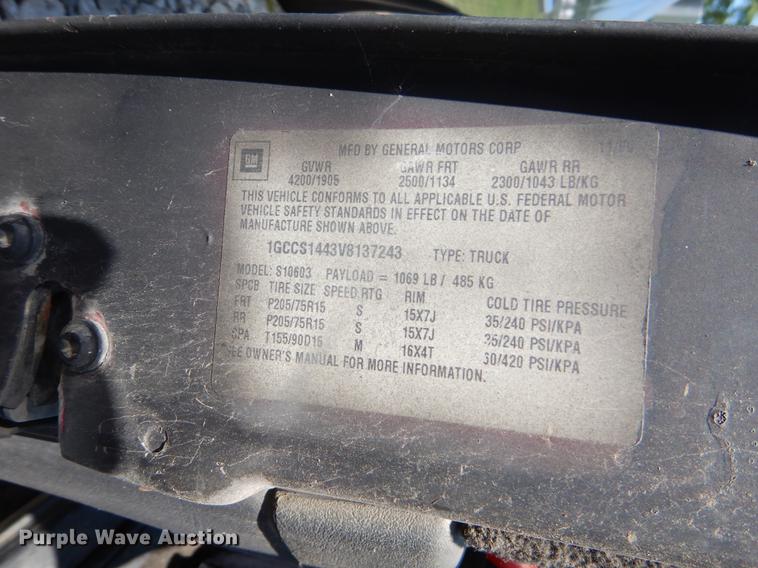 GM
MFD BY GENERAL MOTORS CORP
GVWR GAWR FRT GAWR RR
4200/1905 2500/1134 2300/1043 LB/KG
THIS VEHICLE CONFORMS TO ALL APPLICABLE U.S. FEDERAL MOTOR
VEHICLE SAFETY STANDARDS IN EFFECT ON THE DATE OF
MANUFACTURE SHOWN ABOVE.
1GCCS1443V8137243 TYPE: TRUCK
MODEL: S10603 PAYLOAD = 1069 LB/ 485 KG
SPCB TIRE SIZE SPEED RTG RIM COLD TIRE PRESSURE
FRT P205/75R15 S 15X7J 35/240 PSI/KPA
RR P205/75R15 S 15X7J 35/240 PSI/KPA
SPA T155/90D16 M 16X4T 60/420 PSI/KPA
SEE OWNER'S MANUAL FOR MORE INFORMATION.
Purple Wave Auction